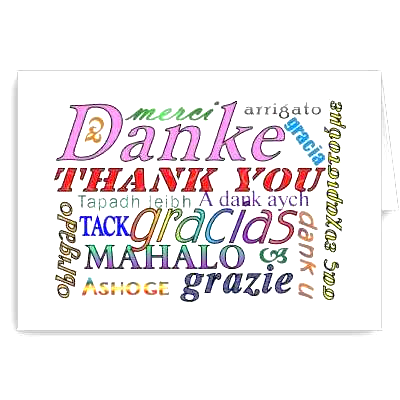 merci
arrigato
Danke
gracia
THANK YOU
Tapadh leibh
A dank aych
obrigado
TACK
gracias
dank u
MAHALO
ASHOGE
grazie